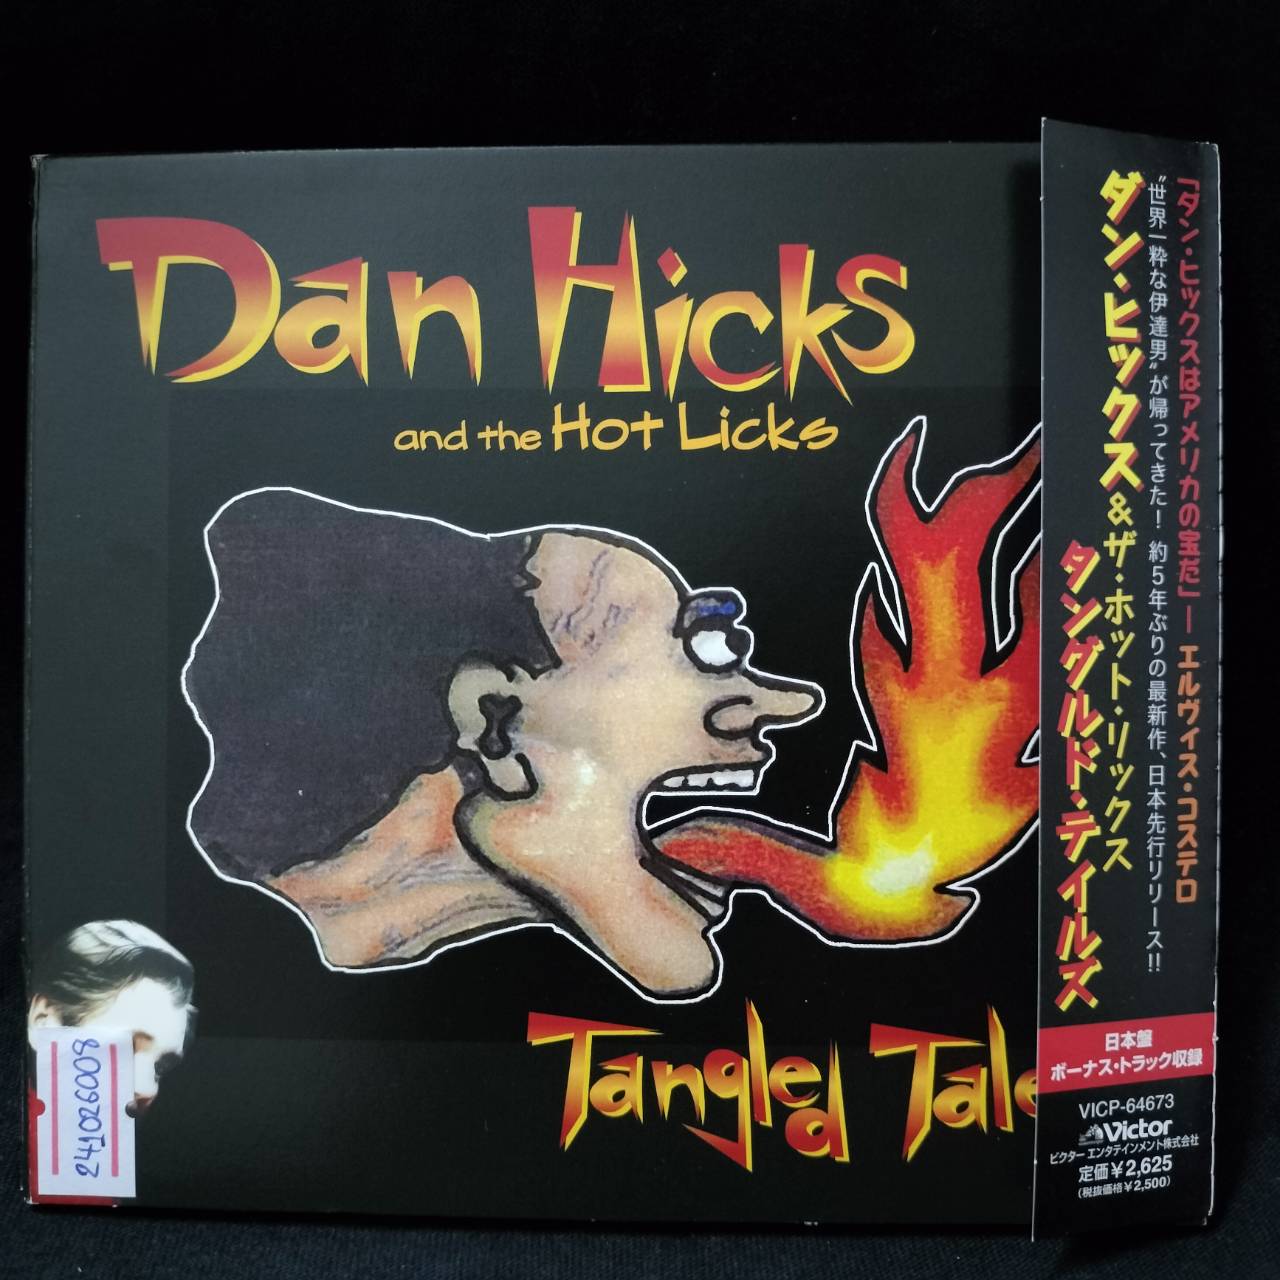 Dan Hicks
and the Hot Licks
Tangled Tale
「ダン・ヒックスはアメリカの宝だ」— エルヴィス・コステロ
“世界一粋な伊達男”が帰ってきた! 約5年ぶりの最新作、日本先行リリース!!
ダン・ヒックス&ザ・ホット・リックス
タングルド・テイルズ
日本盤
ボーナス・トラック収録
VICP-64673
Victor
ビクター エンタテインメント株式会社
定価¥2,625
(税抜価格¥2,500)
241026008